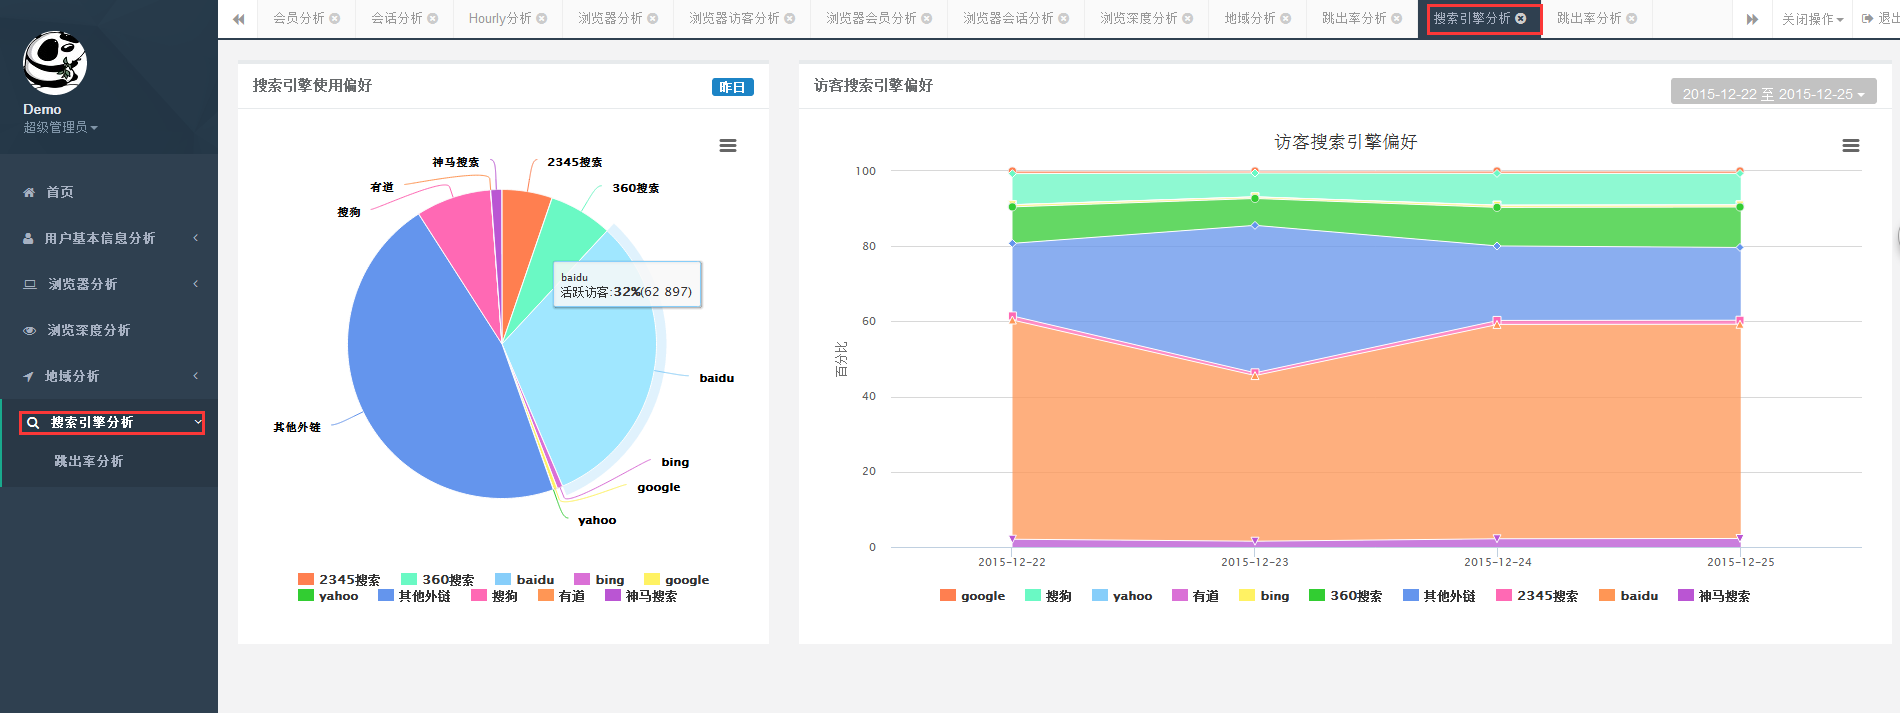 会员分析
会话分析
Hourly分析
浏览器分析
浏览器访客分析
浏览器会员分析
浏览器会话分析
浏览深度分析
地域分析
跳出率分析
搜索引擎分析
跳出率分析
关闭操作
退出
Demo
超级管理员
首页
用户基本信息分析
浏览器分析
浏览深度分析
地域分析
搜索引擎分析
跳出率分析
搜索引擎使用偏好
昨日
神马搜索
2345搜索
有道
360搜索
搜狗
baidu
活跃访客:32%(62 897)
baidu
其他外链
bing
google
yahoo
2345搜索 360搜索 baidu bing google
yahoo 其他外链 搜狗 有道 神马搜索
访客搜索引擎偏好
2015-12-22 至 2015-12-25
访客搜索引擎偏好
百分比
100
80
60
40
20
0
2015-12-22 2015-12-23 2015-12-24 2015-12-25
google 搜狗 yahoo 有道 bing 360搜索 其他外链 2345搜索 baidu 神马搜索